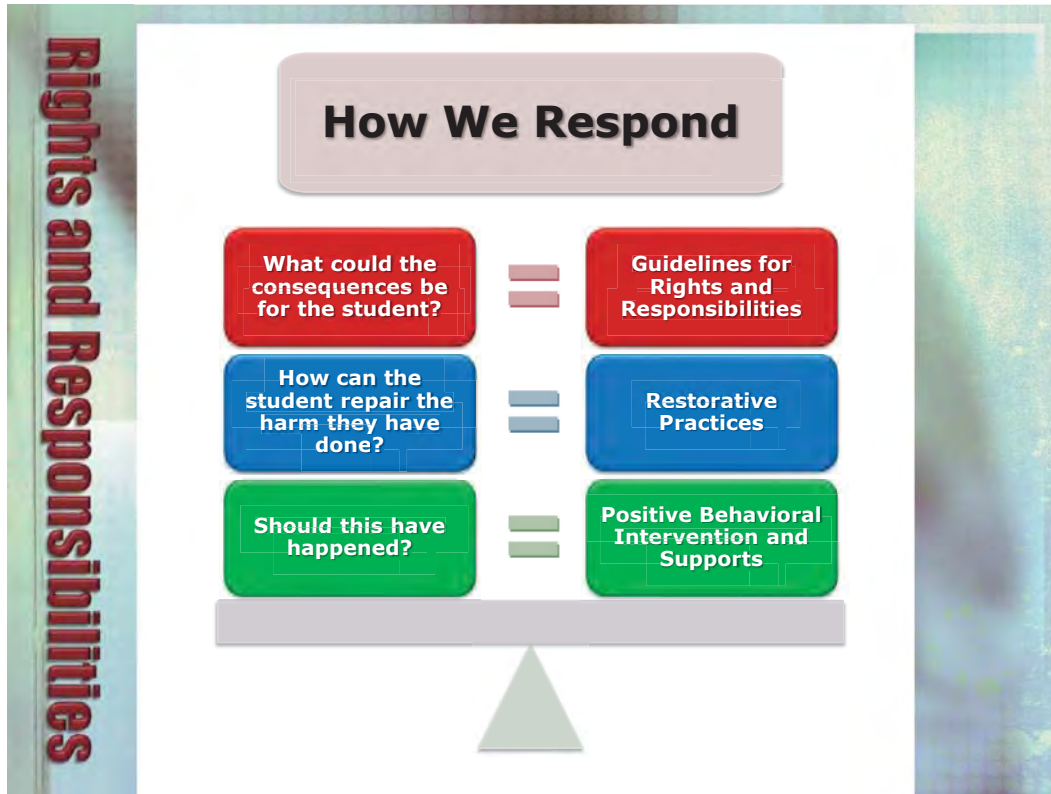 Rights and Responsibilities
How We Respond
What could the
consequences be
for the student?
Guidelines for
Rights and
Responsibilities
How can the
student repair the
harm they have
done?
Restorative
Practices
Should this have
happened?
Positive Behavioral
Intervention and
Supports